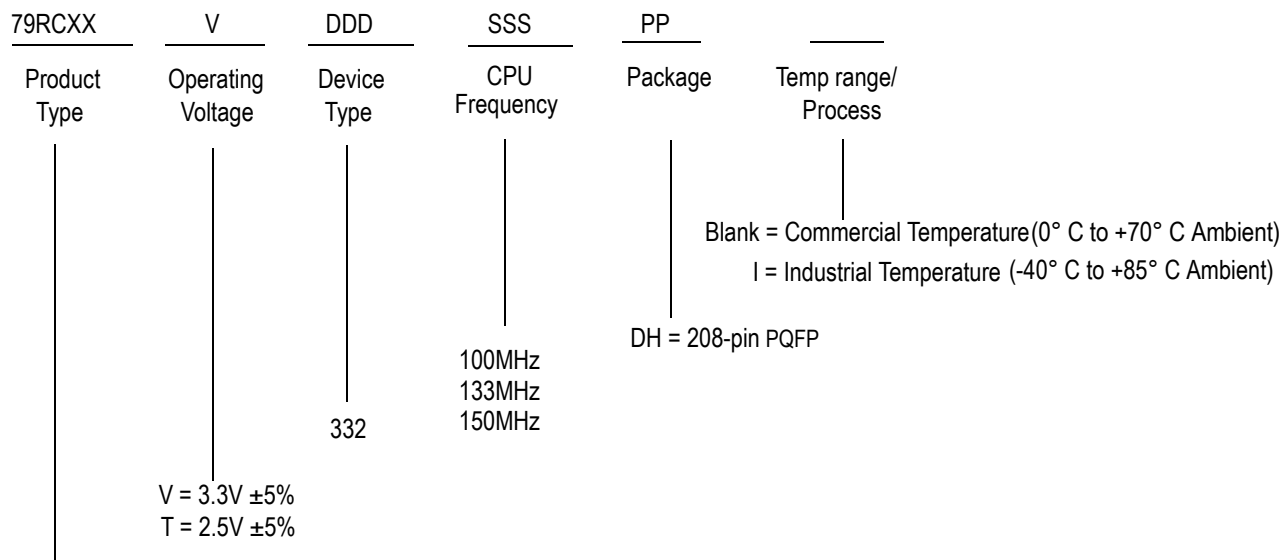 79RCXX V DDD SSS PP
Product Type
Operating Voltage
Device Type
CPU Frequency
Package
Temp range/ Process
Blank = Commercial Temperature(0° C to +70° C Ambient)
I = Industrial Temperature (-40° C to +85° C Ambient)
DH = 208-pin PQFP
100MHz
133MHz
150MHz
332
V = 3.3V ±5%
T = 2.5V ±5%